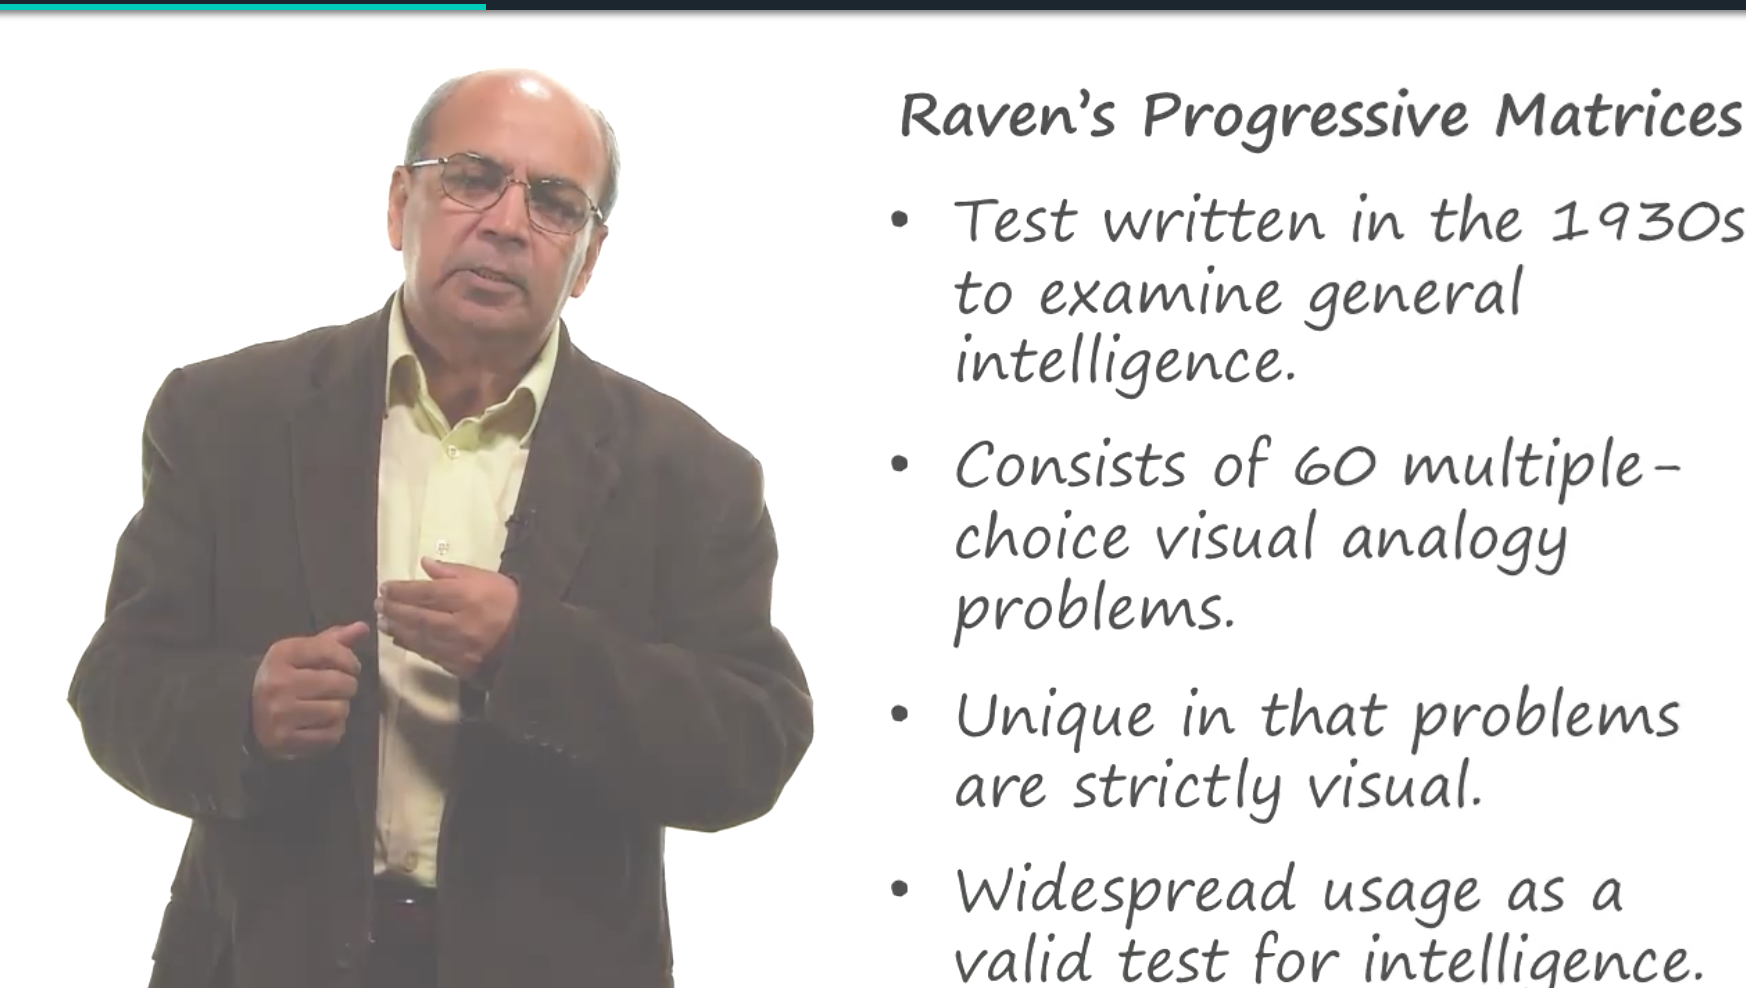 Raven's Progressive Matrices
• Test written in the 1930s
to examine general
intelligence.
• Consists of 60 multiple-
choice visual analogy
problems.
• Unique in that problems
are strictly visual.
• Widespread usage as a
valid test for intelligence.